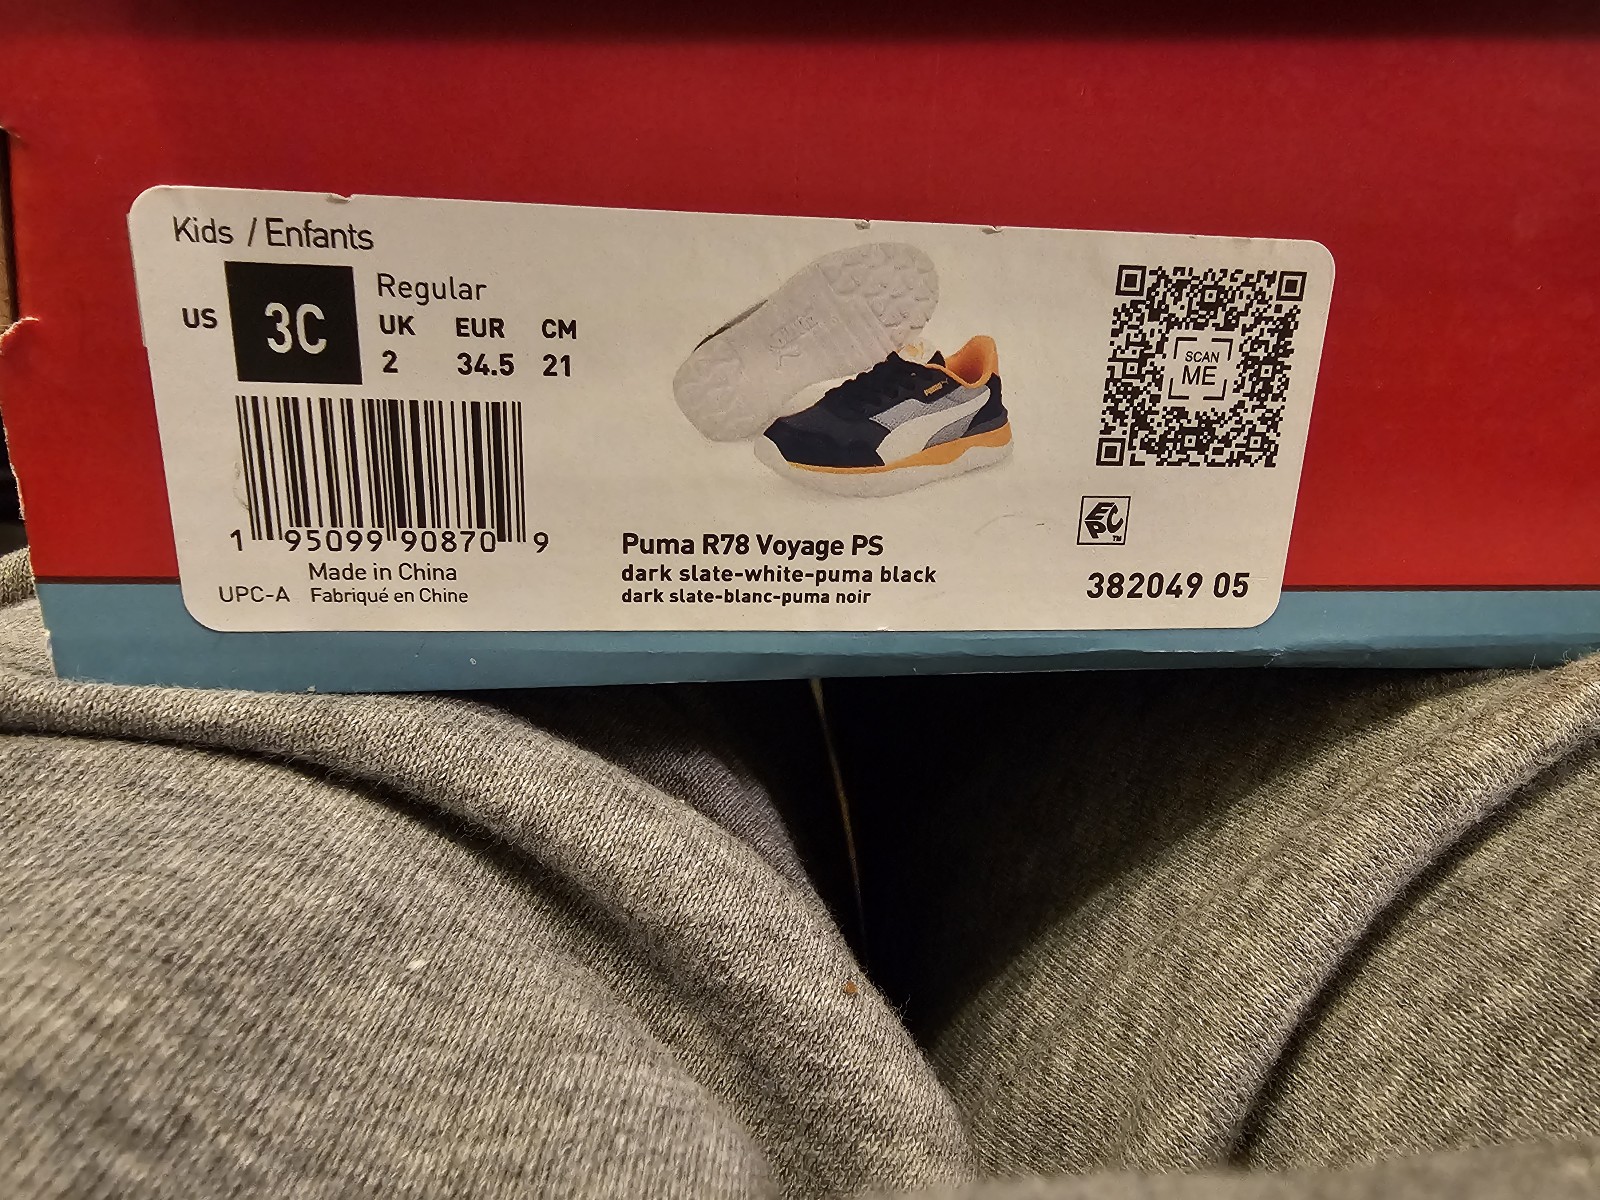 Kids / Enfants
US 3C Regular
UK EUR CM
2 34.5 21
SCAN
ME
1 95099 90870 9
Made in China
UPC-A Fabriqué en Chine
Puma R78 Voyage PS
dark slate-white-puma black
dark slate-blanc-puma noir
EPC TM
382049 05